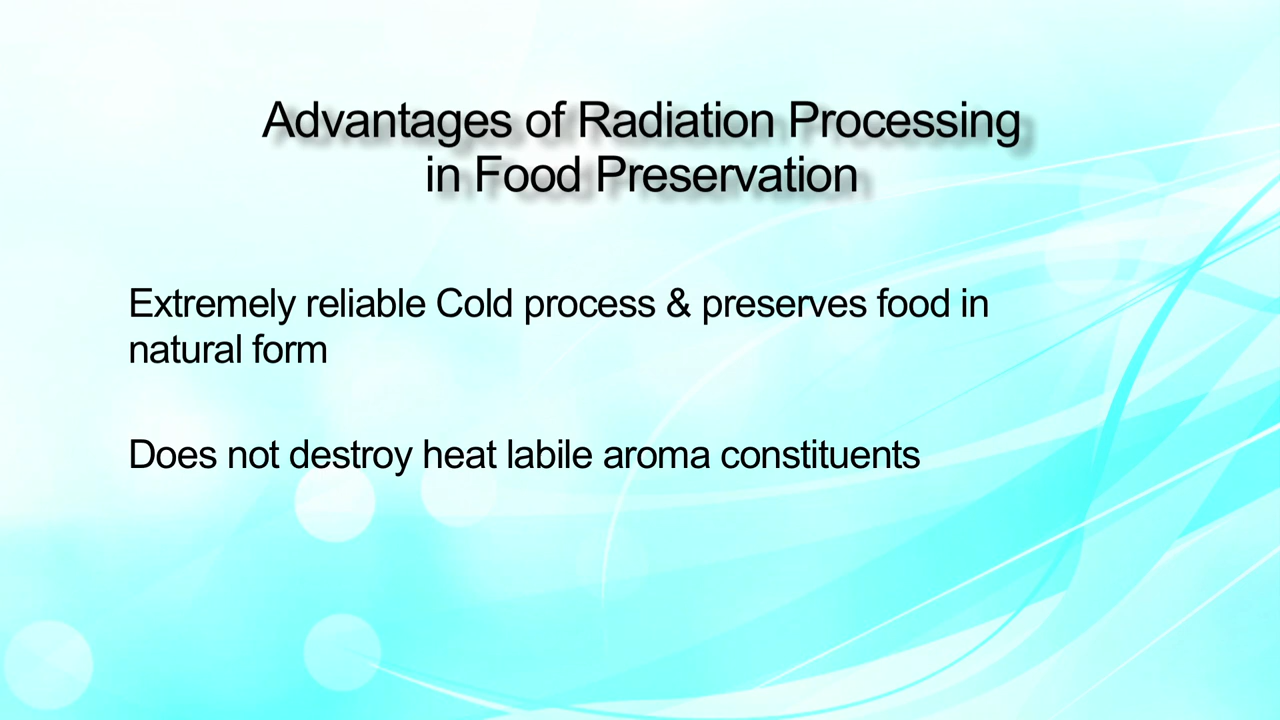 Advantages of Radiation Processing
in Food Preservation
Extremely reliable Cold process & preserves food in
natural form
Does not destroy heat labile aroma constituents